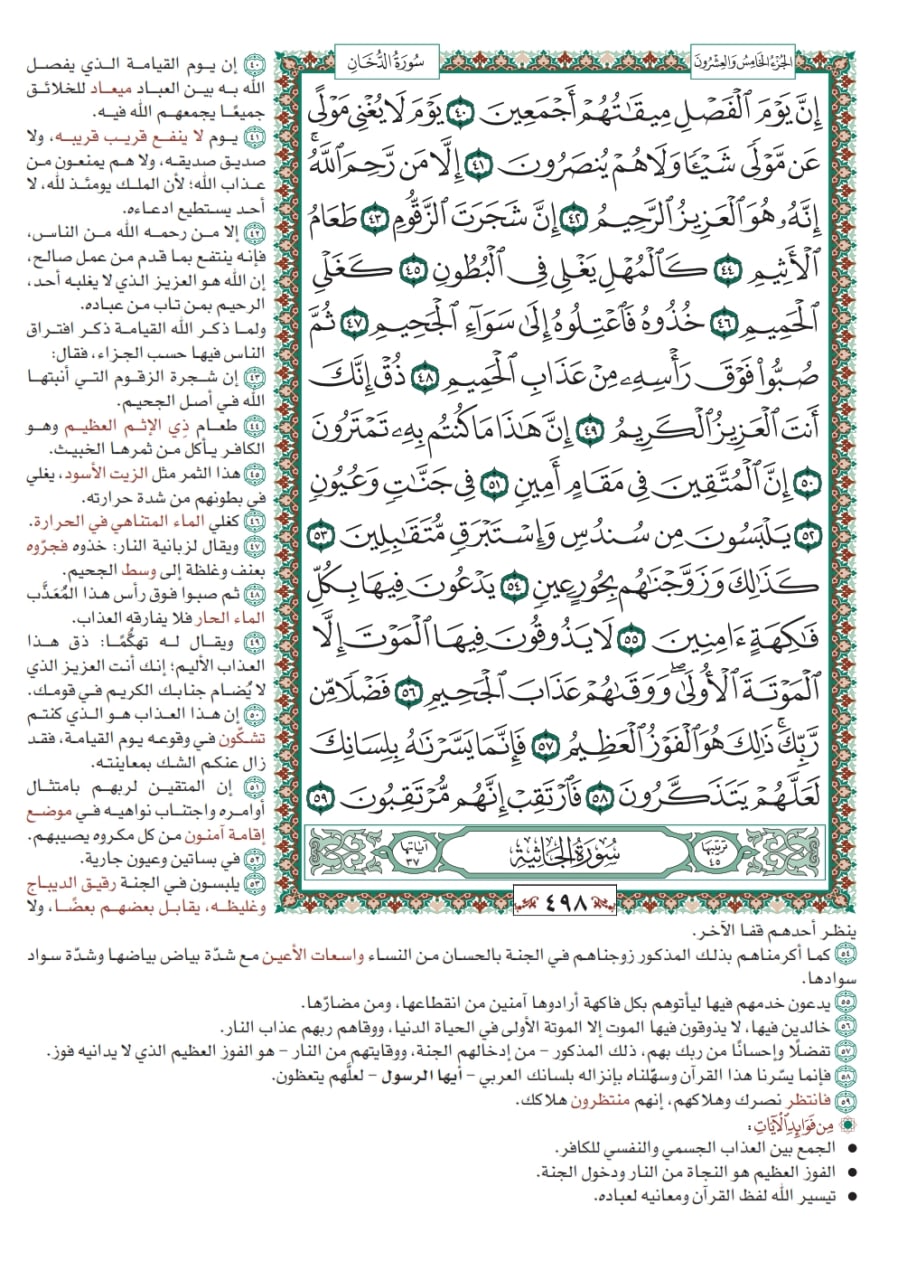 الجزء الخامس والعشرون
سورة الدخان
إِنَّ يَوْمَ ٱلْفَصْلِ مِيقَٰتُهُمْ أَجْمَعِينَ ٤٠ يَوْمَ لَا يُغْنِى مَوْلًى
عَن مَّوْلًى شَيْـًٔا وَلَا هُمْ يُنصَرُونَ ٤١ إِلَّا مَن رَّحِمَ ٱللَّهُ ۚ
إِنَّهُۥ هُوَ ٱلْعَزِيزُ ٱلرَّحِيمُ ٤٢ إِنَّ شَجَرَتَ ٱلزَّقُّومِ ٤٣ طَعَامُ
ٱلْأَثِيمِ ٤٤ كَٱلْمُهْلِ يَغْلِى فِى ٱلْبُطُونِ ٤٥ كَغَلْىِ
ٱلْحَمِيمِ ٤٦ خُذُوهُ فَٱعْتِلُوهُ إِلَىٰ سَوَآءِ ٱلْجَحِيمِ ٤٧ ثُمَّ
صُبُّوا۟ فَوْقَ رَأْسِهِۦ مِنْ عَذَابِ ٱلْحَمِيمِ ٤٨ ذُقْ إِنَّكَ
أَنتَ ٱلْعَزِيزُ ٱلْكَرِيمُ ٤٩ إِنَّ هَٰذَا مَا كُنتُم بِهِۦ تَمْتَرُونَ
٥٠ إِنَّ ٱلْمُتَّقِينَ فِى مَقَامٍ أَمِينٍ ٥١ فِى جَنَّٰتٍ وَعُيُونٍ
٥٢ يَلْبَسُونَ مِن سُندُسٍ وَإِسْتَبْرَقٍ مُّتَقَٰبِلِينَ ٥٣
كَذَٰلِكَ وَزَوَّجْنَٰهُم بِحُورٍ عِينٍ ٥٤ يَدْعُونَ فِيهَا بِكُلِّ
فَٰكِهَةٍ ءَامِنِينَ ٥٥ لَا يَذُوقُونَ فِيهَا ٱلْمَوْتَ إِلَّا
ٱلْمَوْتَةَ ٱلْأُولَىٰ ۖ وَوَقَىٰهُمْ عَذَابَ ٱلْجَحِيمِ ٥٦ فَضْلًا مِّن
رَّبِّكَ ۚ ذَٰلِكَ هُوَ ٱلْفَوْزُ ٱلْعَظِيمُ ٥٧ فَإِنَّمَا يَسَّرْنَٰهُ بِلِسَانِكَ
لَعَلَّهُمْ يَتَذَكَّرُونَ ٥٨ فَٱرْتَقِبْ إِنَّهُم مُّرْتَقِبُونَ ٥٩
ترتيبها ٤٥ سورة الجاثية آياتها ٣٧
٤٩٨
٤٠ إن يوم القيامة الذي يفصل
الله به بين العباد ميعاد للخلائق
جميعًا يجمعهم الله فيه.
٤١ يوم لا ينفع قريب قريبه، ولا
صديق صديقه، ولا هم يمنعون من
عذاب الله؛ لأن الملك يومئذ لله، لا
أحد يستطيع ادعاءه.
٤٢ إلا من رحمه الله من الناس،
فإنه ينتفع بما قدم من عمل صالح،
إن الله هو العزيز الذي لا يغلبه أحد،
الرحيم بمن تاب من عباده.
ولما ذكر الله القيامة ذكر افتراق
الناس فيها حسب الجزاء، فقال:
٤٣ إن شجرة الزقوم التي أنبتها
الله في أصل الجحيم.
٤٤ طعام ذِي الإثم العظيم وهو
الكافر يأكل من ثمرها الخبيث.
٤٥ هذا الثمر مثل الزيت الأسود، يغلي
في بطونهم من شدة حرارته.
٤٦ كغلي الماء المتناهي في الحرارة.
٤٧ ويقال لزبانية النار: خذوه فجرّوه
بعنف وغلظة إلى وسط الجحيم.
٤٨ ثم صبوا فوق رأس هذا المُعَذَّب
الماء الحار فلا يفارقه العذاب.
٤٩ ويقال له تهكُّمًا: ذق هذا
العذاب الأليم؛ إنك أنت العزيز الذي
لا يُضام جنابك الكريم في قومك.
٥٠ إن هذا العذاب هو الذي كنتم
تشكّون في وقوعه يوم القيامة، فقد
زال عنكم الشك بمعاينته.
٥١ إن المتقين لربهم بامتثال
أوامره واجتناب نواهيه في موضع
إقامة آمنون من كل مكروه يصيبهم.
٥٢ في بساتين وعيون جارية.
٥٣ يلبسون في الجنة رقيق الديباج
وغليظه، يقابل بعضهم بعضًا، ولا
ينظر أحدهم قفا الآخر.
٥٤ كما أكرمناهم بذلك المذكور زوجناهم في الجنة بالحسان من النساء واسعات الأعين مع شدّة بياض بياضها وشدّة سواد
سوادها.
٥٥ يدعون خدمهم فيها ليأتوهم بكل فاكهة أرادوها آمنين من انقطاعها، ومن مضارّها.
٥٦ خالدين فيها، لا يذوقون فيها الموت إلا الموتة الأولى في الحياة الدنيا، ووقاهم ربهم عذاب النار.
٥٧ تفضلًا وإحسانًا من ربك بهم، ذلك المذكور - من إدخالهم الجنة، ووقايتهم من النار - هو الفوز العظيم الذي لا يدانيه فوز.
٥٨ فإنما يسّرنا هذا القرآن وسهّلناه بإنزاله بلسانك العربي - أيها الرسول - لعلَّهم يتعظون.
٥٩ فانتظر نصرك وهلاكهم، إنهم منتظرون هلاكك.
من فوائد الآيات:
● الجمع بين العذاب الجسمي والنفسي للكافر.
● الفوز العظيم هو النجاة من النار ودخول الجنة.
● تيسير الله لفظ القرآن ومعانيه لعباده.